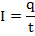 I = q/t